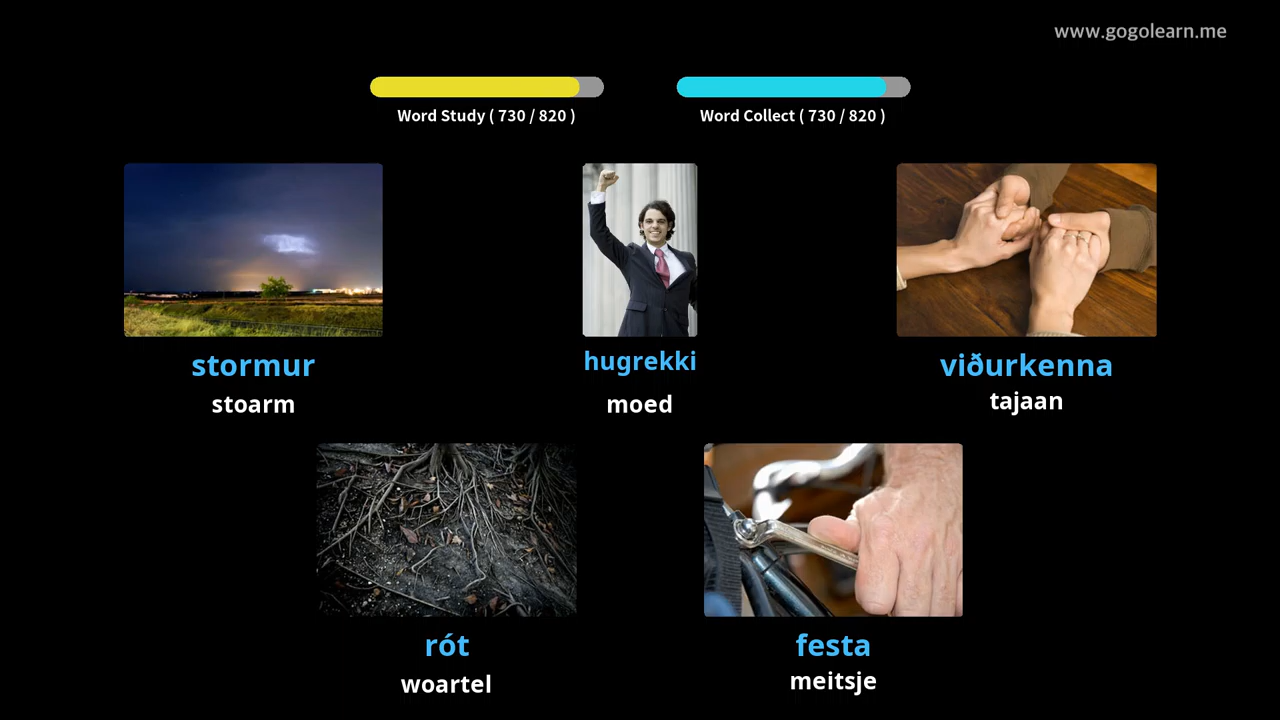 www.gogolearn.me
Word Study ( 730 / 820 )
Word Collect ( 730 / 820 )
stormur
stoarm
hugrekki
moed
viðurkenna
tajaan
rót
woartel
festa
meitsje